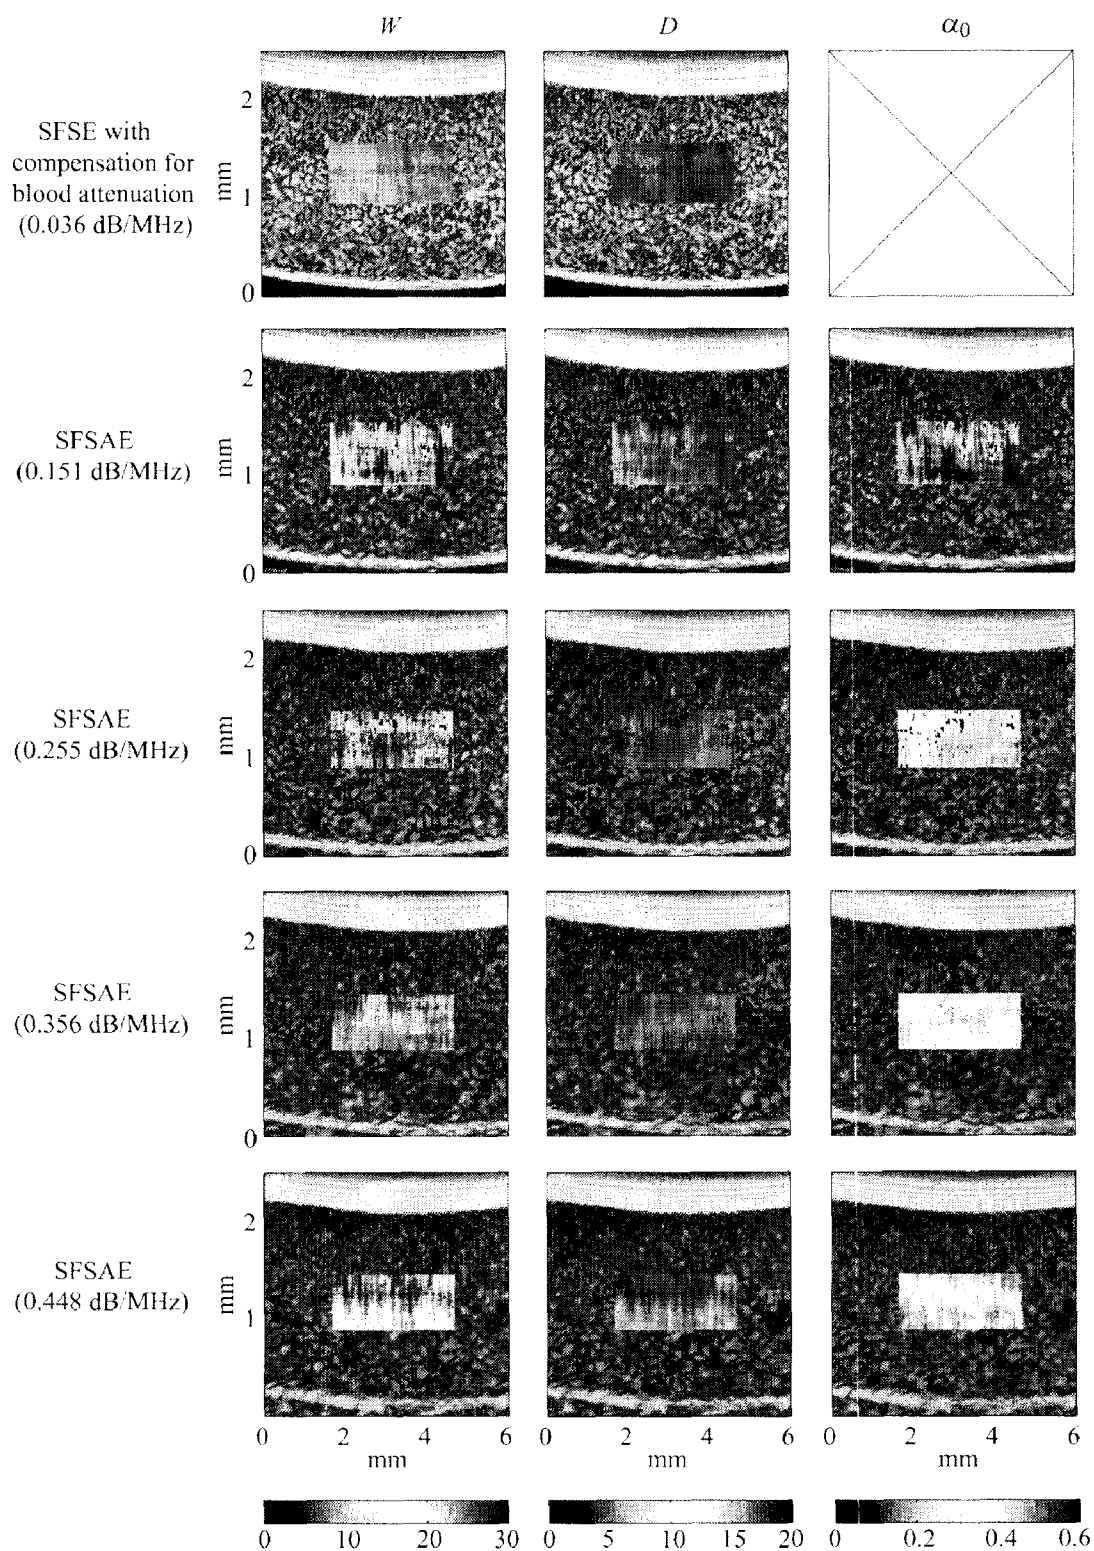 W D α0
SFSE with
compensation for
blood attenuation
(0.036 dB/MHz)
2
1
0
mm
SFSAE
(0.151 dB/MHz)
2
1
0
mm
SFSAE
(0.255 dB/MHz)
2
1
0
mm
SFSAE
(0.356 dB/MHz)
2
1
0
mm
SFSAE
(0.448 dB/MHz)
2
1
mm
0 2 4 6 0 2 4 6 0 2 4 6
mm mm mm
0 10 20 30 0 5 10 15 20 0 0.2 0.4 0.6